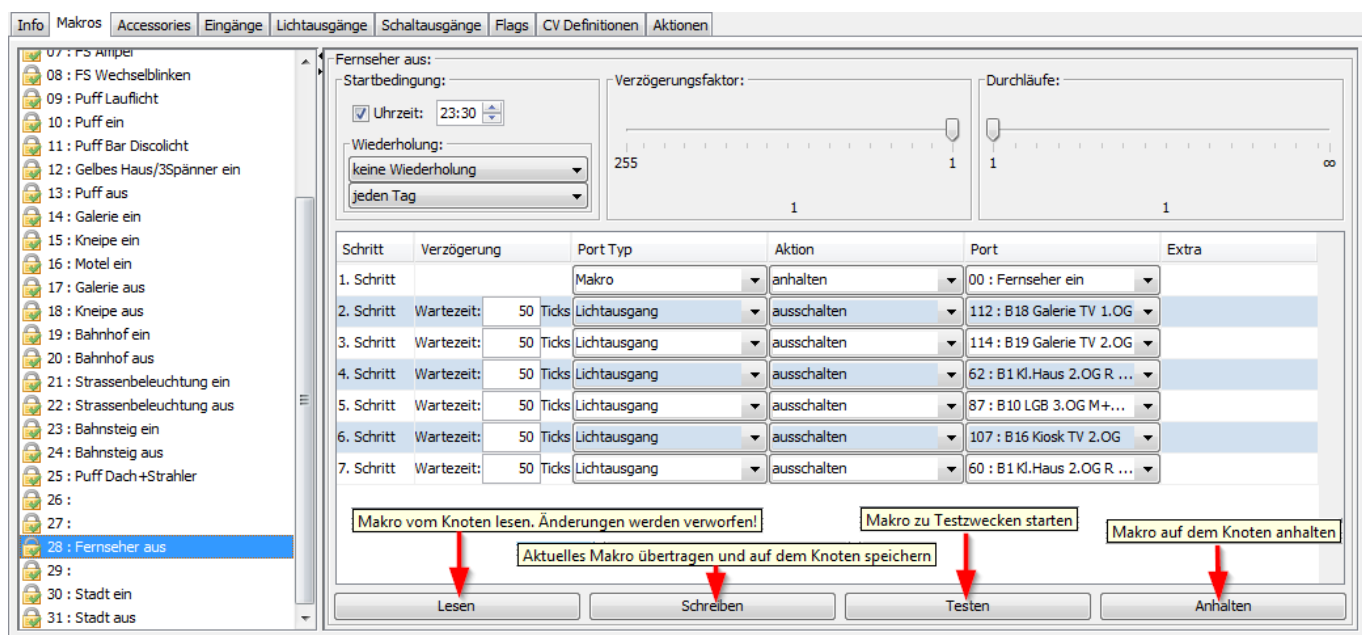 Info Makros Accessories Eingänge Lichtausgänge Schaltausgänge Flags CV Definitionen Aktionen
07 : FS Ampel
08 : FS Wechselblinken
09 : Puff Lauflicht
10 : Puff ein
11 : Puff Bar Discolicht
12 : Gelbes Haus/3Spänner ein
13 : Puff aus
14 : Galerie ein
15 : Kneipe ein
16 : Motel ein
17 : Galerie aus
18 : Kneipe aus
19 : Bahnhof ein
20 : Bahnhof aus
21 : Strassenbeleuchtung ein
22 : Strassenbeleuchtung aus
23 : Bahnsteig ein
24 : Bahnsteig aus
25 : Puff Dach+Strahler
26 :
27 :
28 : Fernseher aus
29 :
30 : Stadt ein
31 : Stadt aus
Fernseher aus:
Startbedingung:
Uhrzeit: 23:30
Wiederholung:
keine Wiederholung
jeden Tag
Verzögerungsfaktor:
255 1
1
Durchläufe:
1 ∞
1
Schritt Verzögerung Port Typ Aktion Port Extra
1. Schritt Makro anhalten 00 : Fernseher ein
2. Schritt Wartezeit: 50 Ticks Lichtausgang ausschalten 112 : B18 Galerie TV 1.OG
3. Schritt Wartezeit: 50 Ticks Lichtausgang ausschalten 114 : B19 Galerie TV 2.OG
4. Schritt Wartezeit: 50 Ticks Lichtausgang ausschalten 62 : B1 Kl.Haus 2.OG R ...
5. Schritt Wartezeit: 50 Ticks Lichtausgang ausschalten 87 : B10 LGB 3.OG M+...
6. Schritt Wartezeit: 50 Ticks Lichtausgang ausschalten 107 : B16 Kiosk TV 2.OG
7. Schritt Wartezeit: 50 Ticks Lichtausgang ausschalten 60 : B1 Kl.Haus 2.OG R ...
Makro vom Knoten lesen. Änderungen werden verworfen!
Makro zu Testzwecken starten
Makro auf dem Knoten anhalten
Aktuelles Makro übertragen und auf dem Knoten speichern
Lesen Schreiben Testen Anhalten